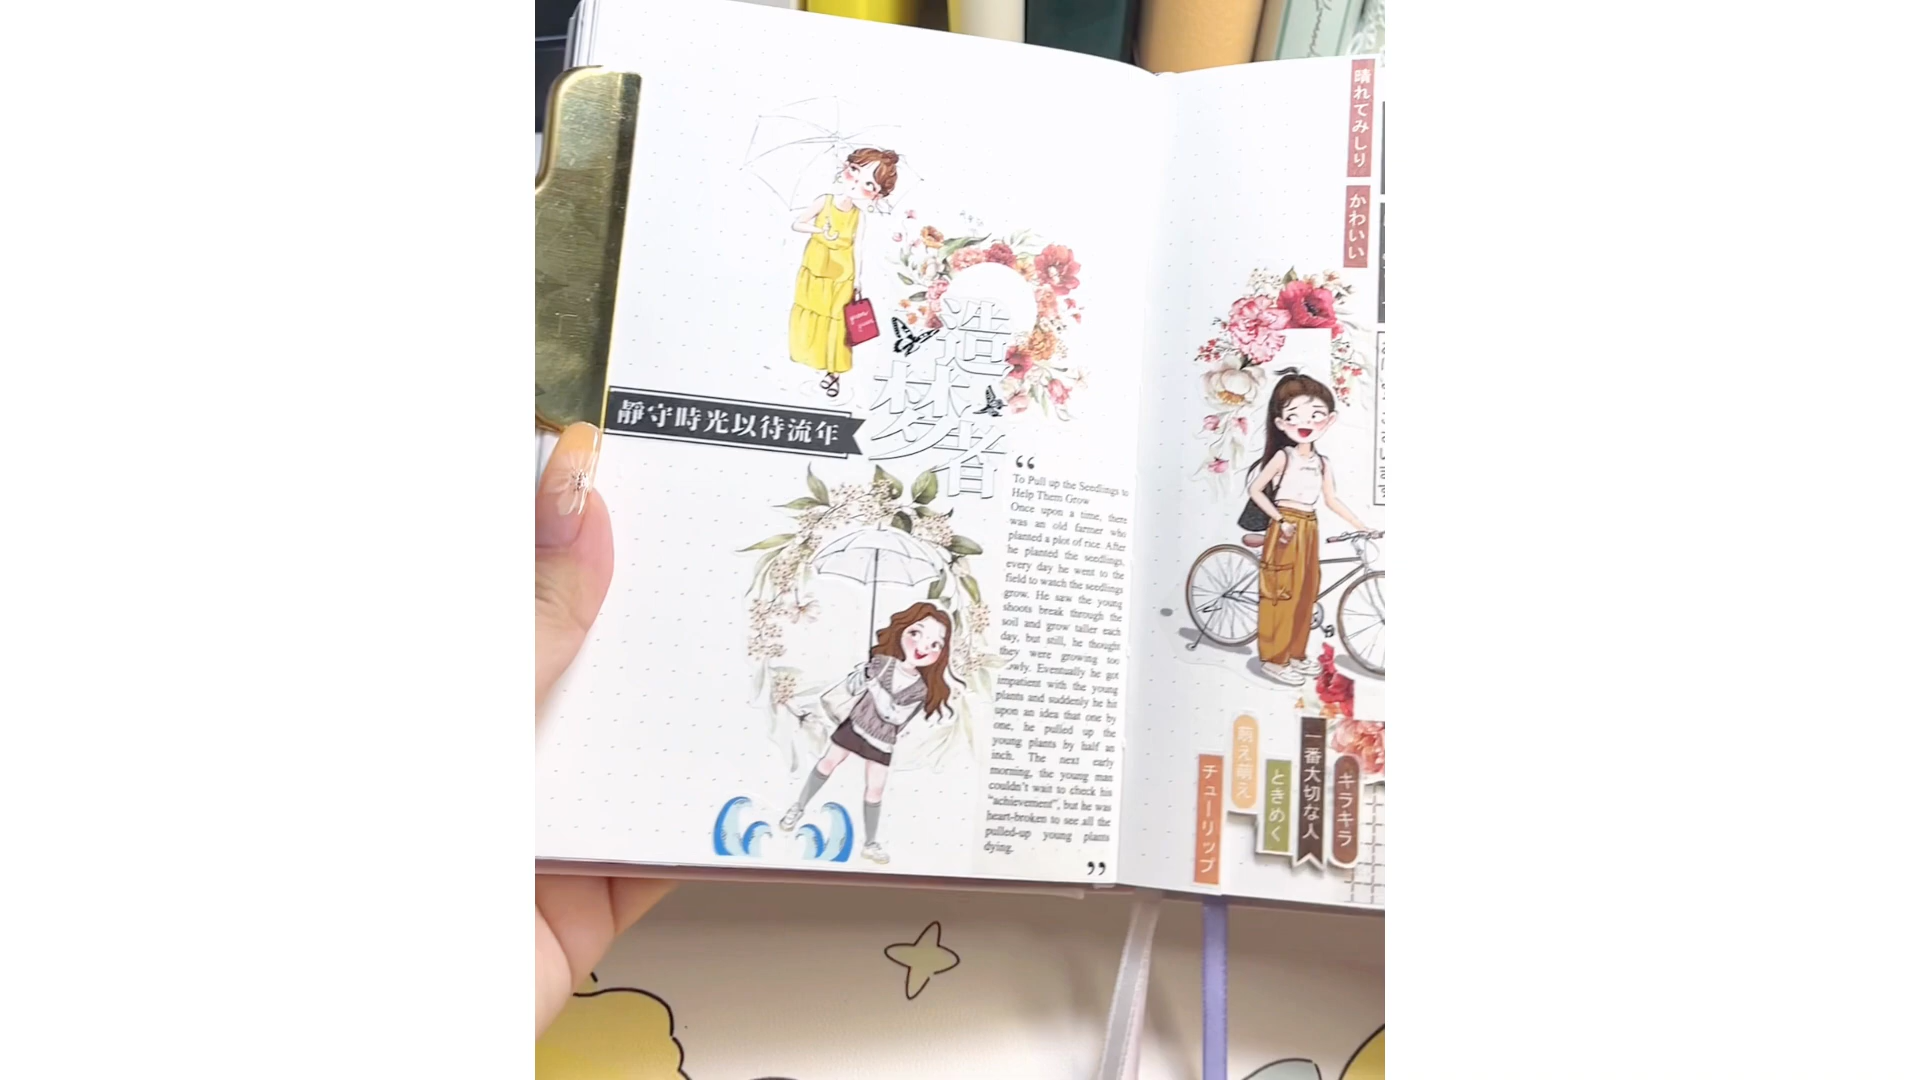 造
梦
者
靜守時光以待流年
“
To Pull up the Seedlings to
Help Them Grow
Once upon a time, there
was an old farmer who
planted a plot of rice. After
he planted the seedlings,
every day he went to the
field to watch the seedlings
grow. He saw the young
shoots break through the
soil and grow taller each
day, but still, he thought
they were growing too
owly. Eventually he got
impatient with the young
plants and suddenly he hit
upon an idea that one by
one, he pulled up the
young plants by half an
inch. The next early
morning, the young man
couldn't wait to check his
"achievement", but he was
heart-broken to see all the
pulled-up young plants
dying.
”
晴れてみしり
かわいい
萌え萌え
チューリップ
ときめく
一番大切な人
キラキラ